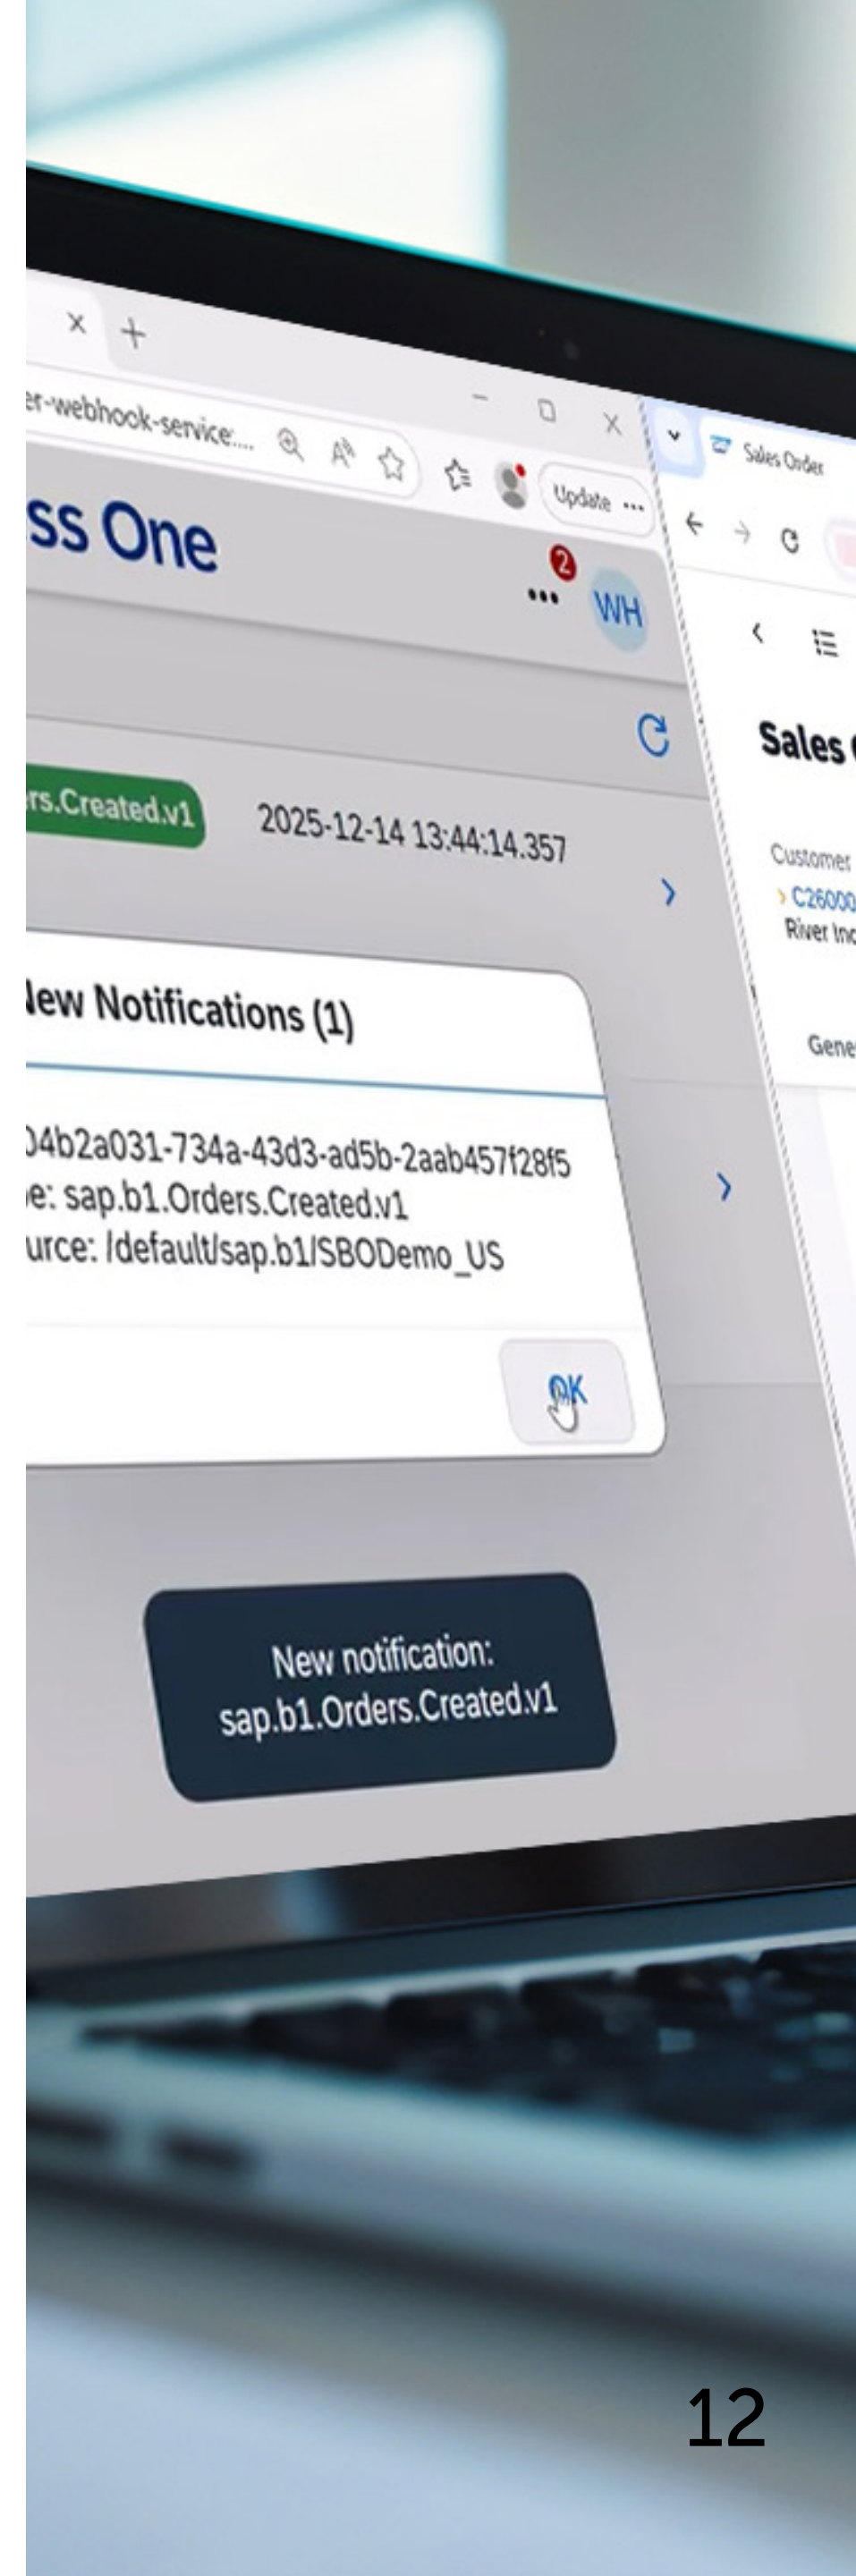 er-webhook-service:....
Update ...
Sales Order
ss One
2
WH
Sales
rs.Created.v1
2025-12-14 13:44:14.357
Customer
C26000
River Inc
New Notifications (1)
Gene
04b2a031-734a-43d3-ad5b-2aab457f28f5
e: sap.b1.Orders.Created.v1
urce: /default/sap.b1/SBODemo_US
OK
New notification:
sap.b1.Orders.Created.v1
12